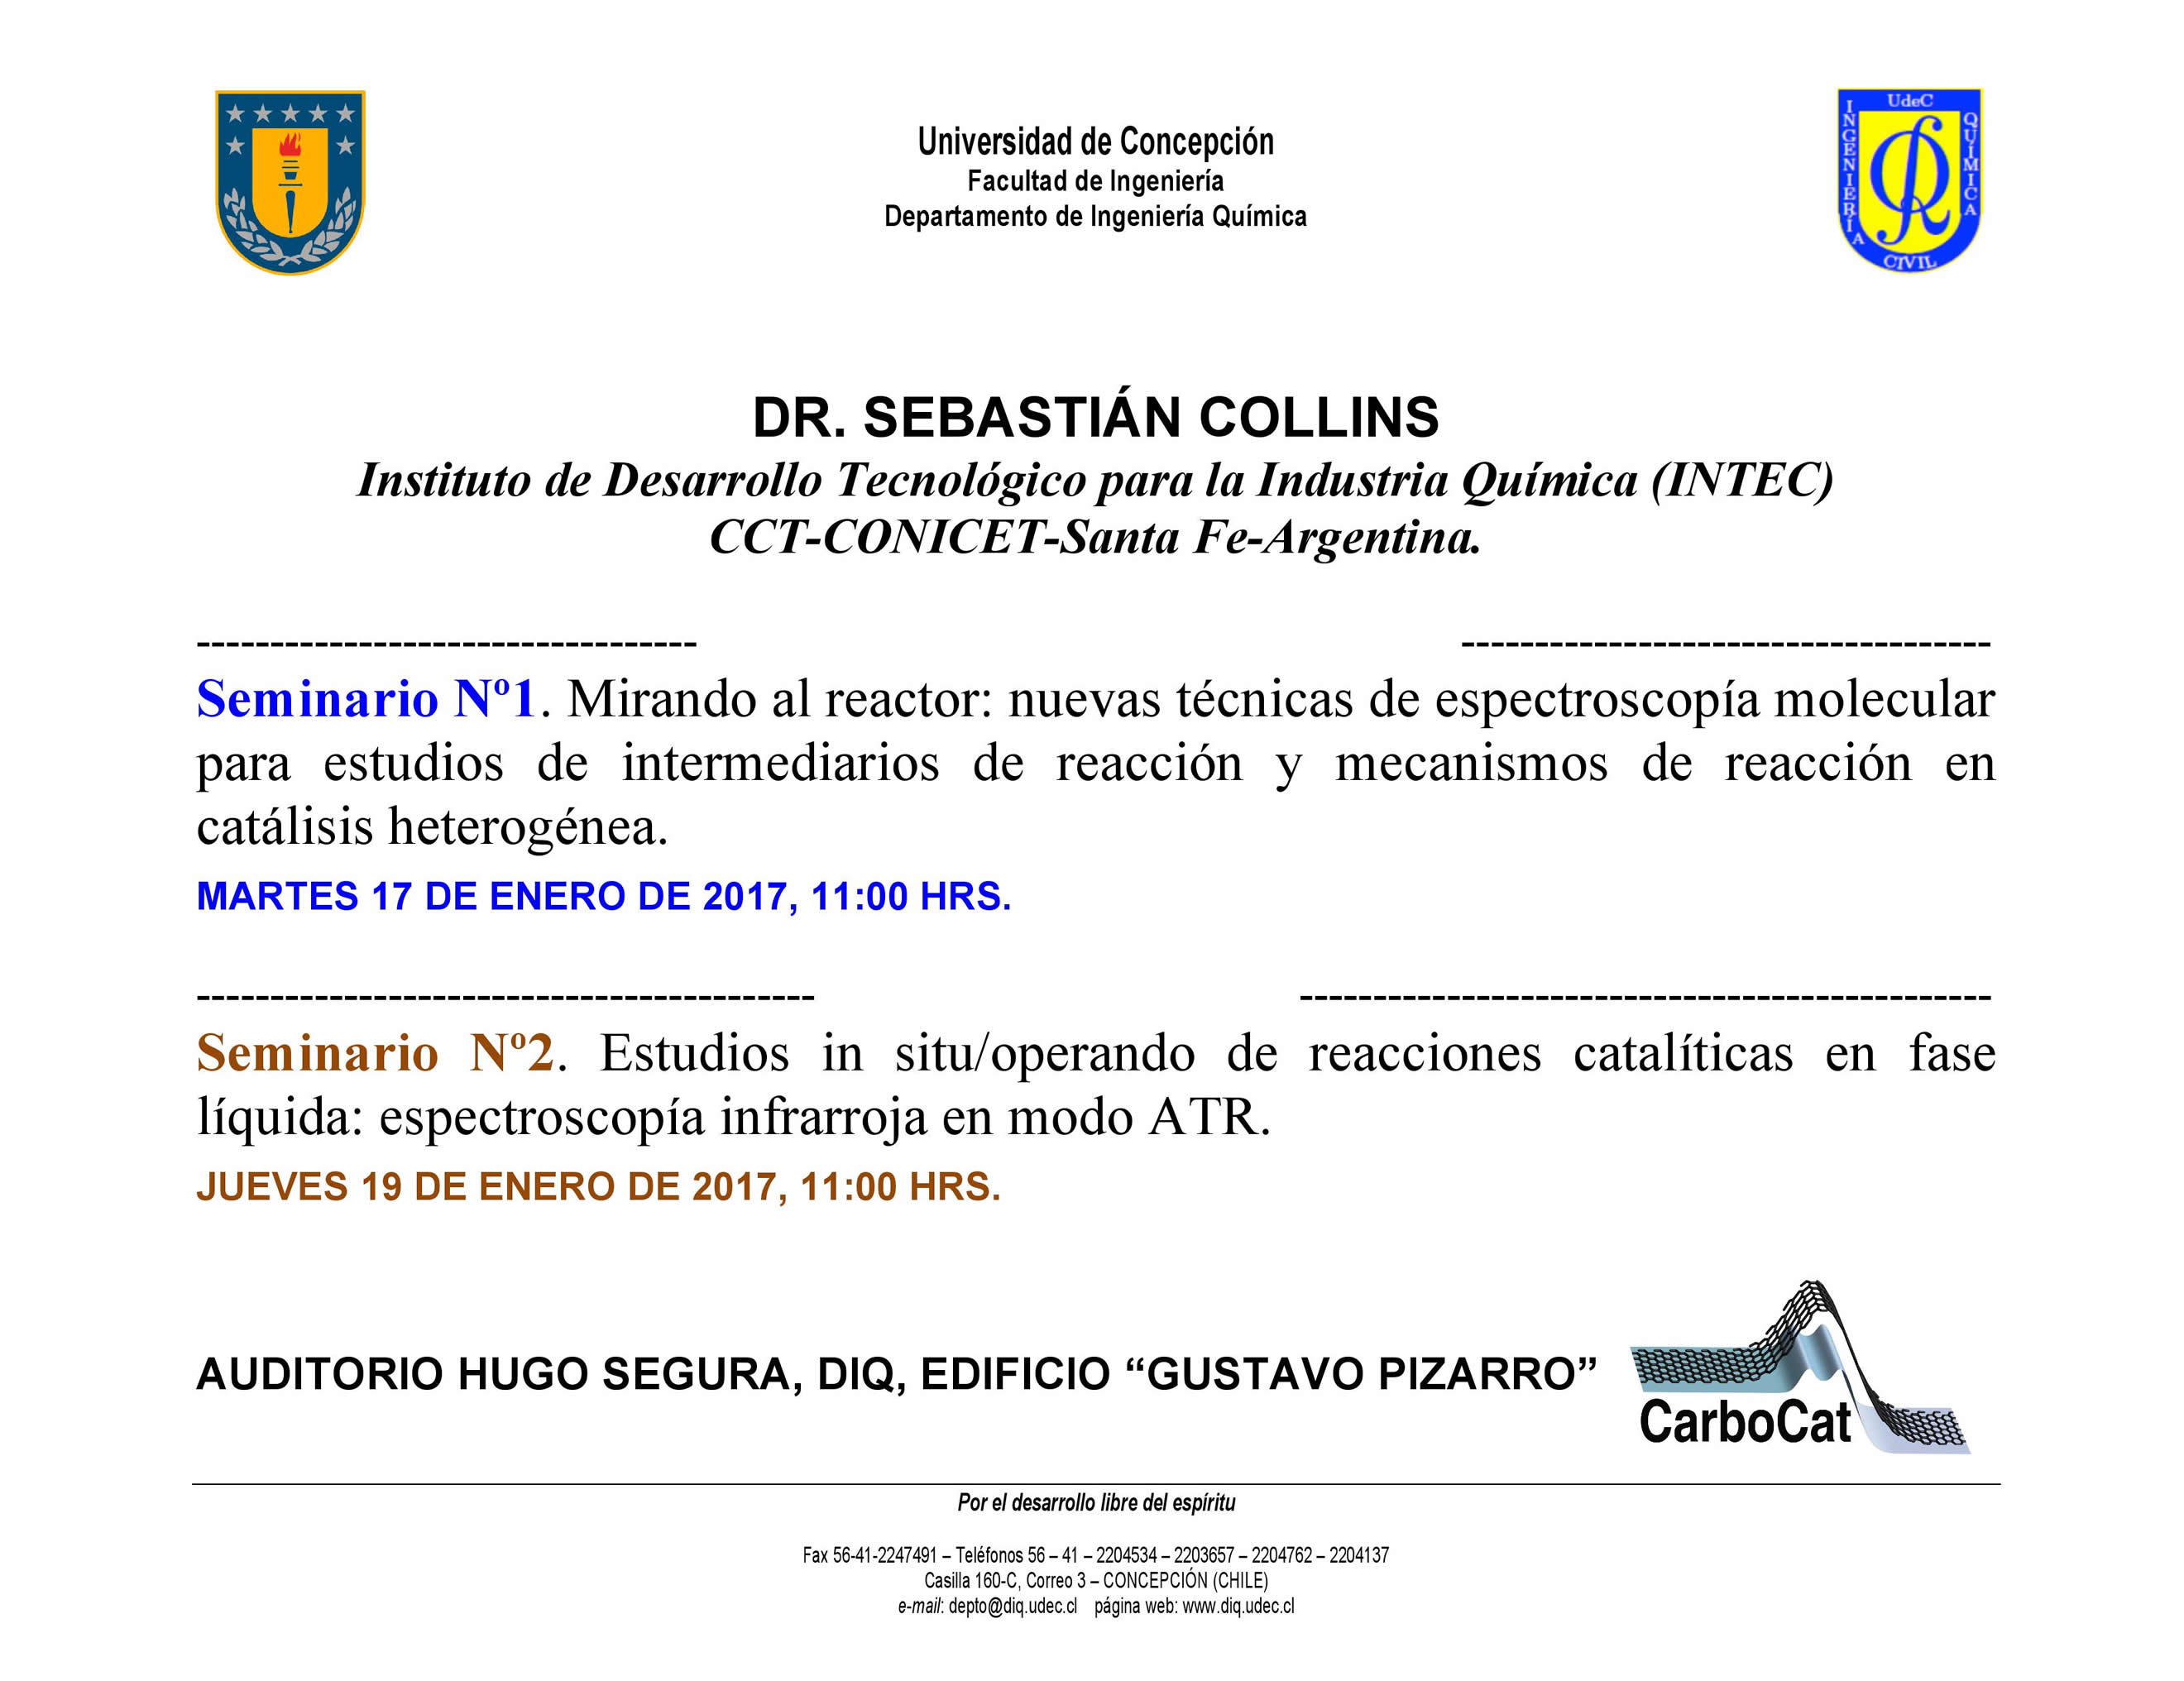 UdeC
INGENIERÍA
QUÍMICA
CIVIL
Universidad de Concepción
Facultad de Ingeniería
Departamento de Ingeniería Química
DR. SEBASTIÁN COLLINS
Instituto de Desarrollo Tecnológico para la Industria Química (INTEC)
CCT-CONICET-Santa Fe-Argentina.
---------------------------------- ------------------------------------
Seminario Nº1. Mirando al reactor: nuevas técnicas de espectroscopía molecular
para estudios de intermediarios de reacción y mecanismos de reacción en
catálisis heterogénea.
MARTES 17 DE ENERO DE 2017, 11:00 HRS.
------------------------------------------ -----------------------------------------------
Seminario Nº2. Estudios in situ/operando de reacciones catalíticas en fase
líquida: espectroscopía infrarroja en modo ATR.
JUEVES 19 DE ENERO DE 2017, 11:00 HRS.
AUDITORIO HUGO SEGURA, DIQ, EDIFICIO “GUSTAVO PIZARRO”
CarboCat
Por el desarrollo libre del espíritu
Fax 56-41-2247491 – Teléfonos 56 – 41 – 2204534 – 2203657 – 2204762 – 2204137
Casilla 160-C, Correo 3 – CONCEPCIÓN (CHILE)
e-mail: depto@diq.udec.cl página web: www.diq.udec.cl